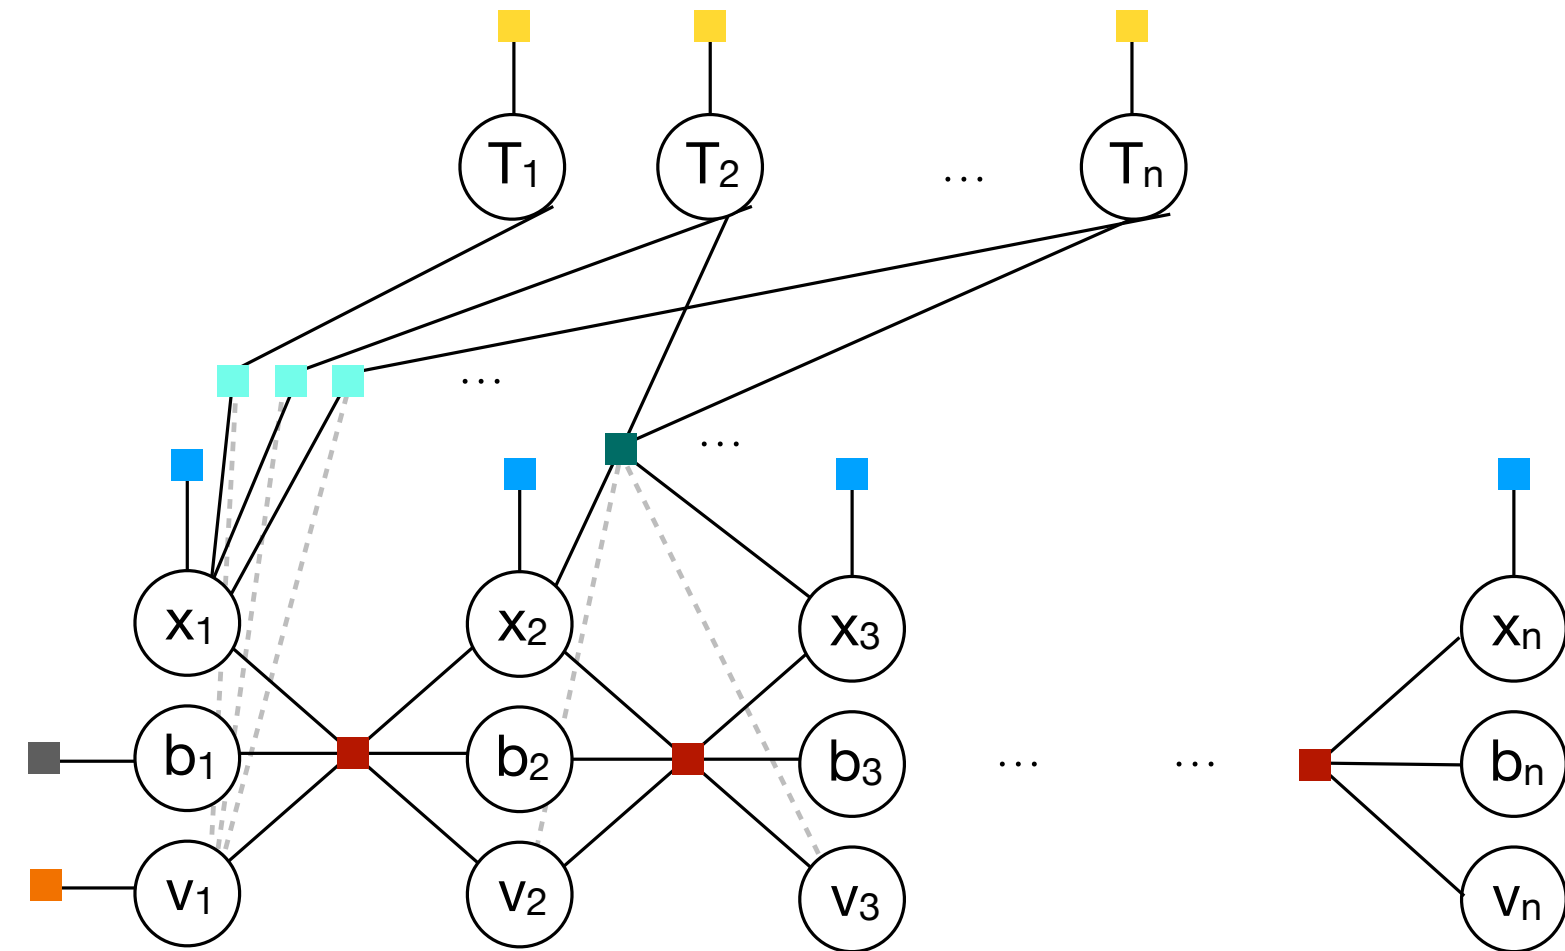 T₁ T₂ … Tₙ
…
…
x₁ x₂ x₃ xₙ
b₁ b₂ b₃ … … bₙ
v₁ v₂ v₃ vₙ